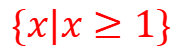 {x|x ≥ 1}